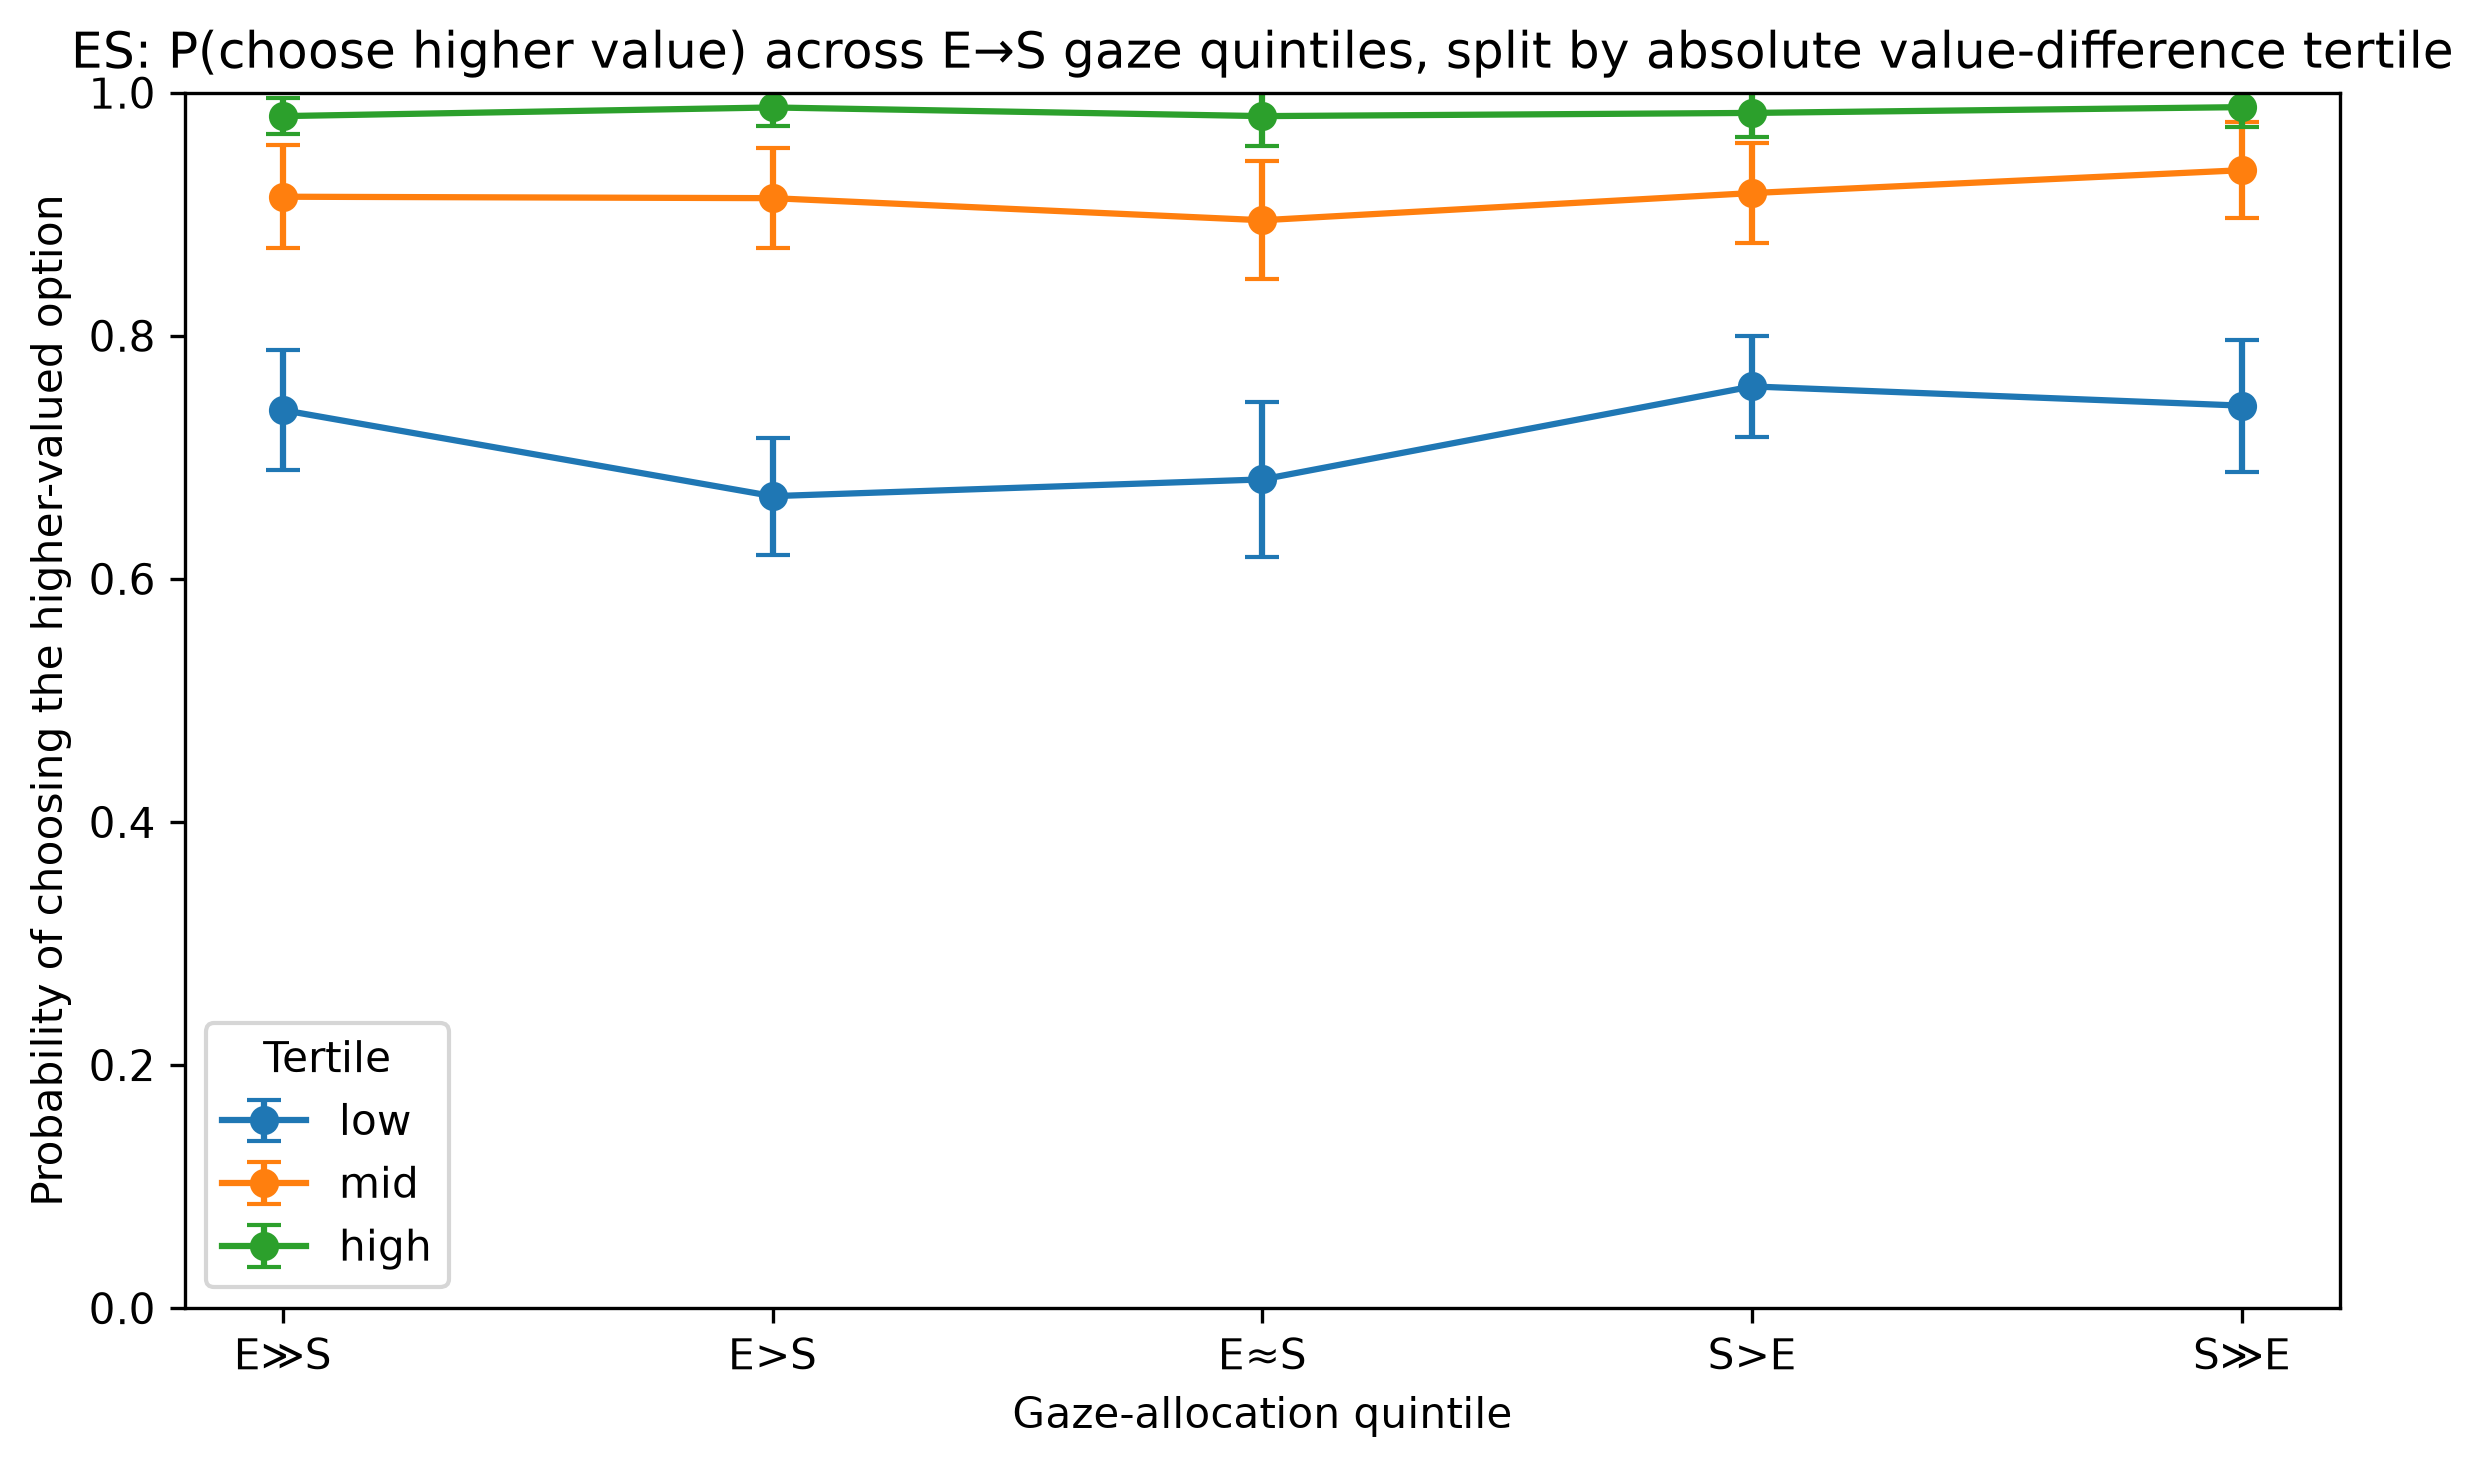 ES: P(choose higher value) across E→S gaze quintiles, split by absolute value-difference tertile
Probability of choosing the higher-valued option
1.0
0.8
0.6
0.4
0.2
0.0
Tertile
low
mid
high
E≫S
E>S
E≈S
S>E
S≫E
Gaze-allocation quintile